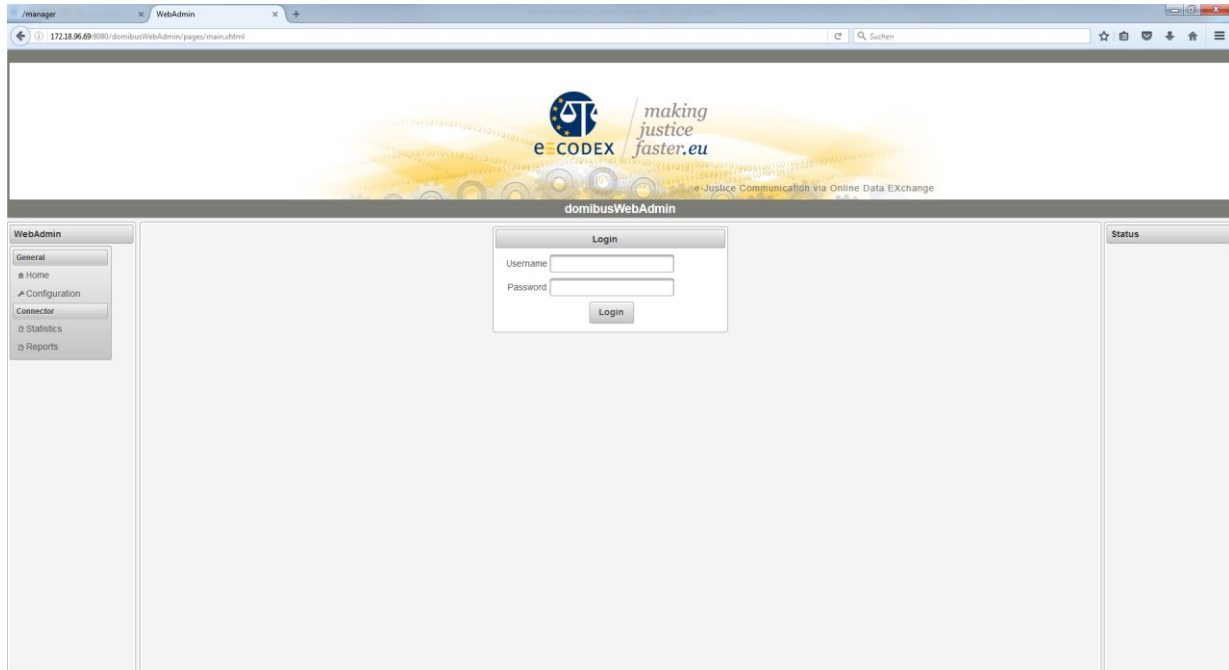 /manager
WebAdmin
172.18.96.69:8080/domibusWebAdmin/pages/main.xhtml
Suchen
e-CODEX
making
justice
faster.eu
e-Justice Communication via Online Data EXchange
domibusWebAdmin
WebAdmin
General
Home
Configuration
Connector
Statistics
Reports
Login
Username
Password
Login
Status